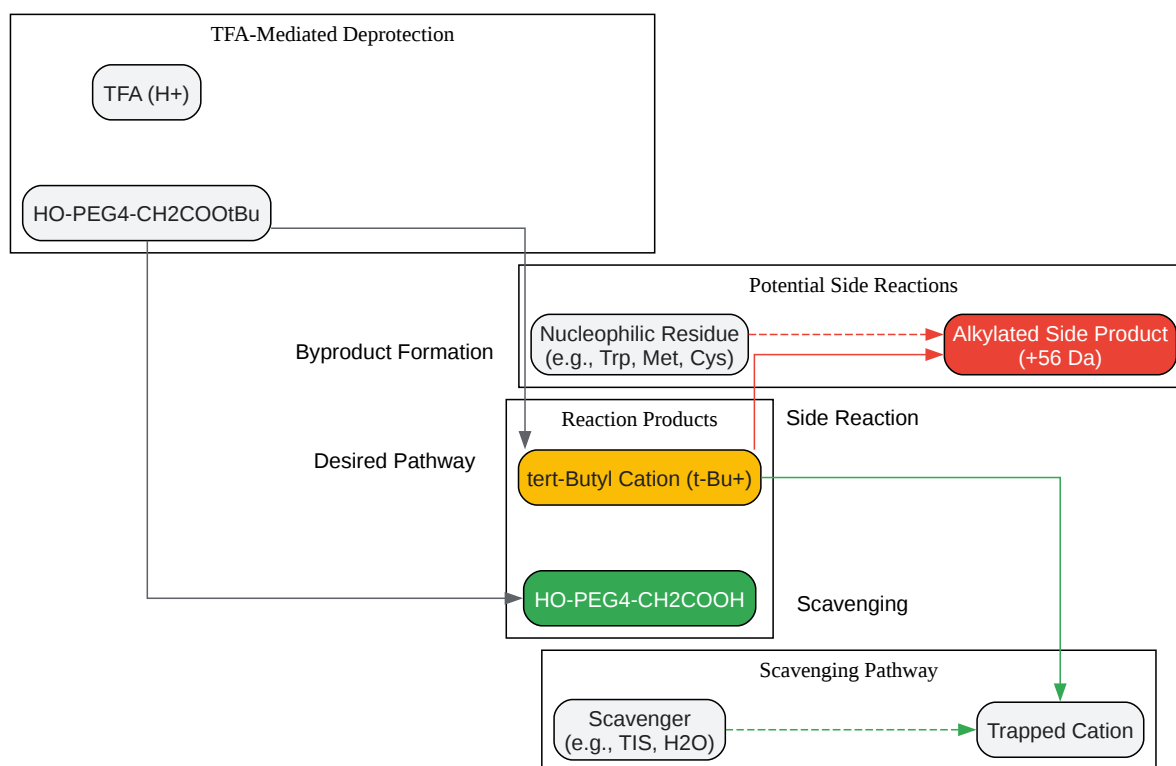 TFA-Mediated Deprotection
TFA (H+)
HO-PEG4-CH2COOtBu
Potential Side Reactions
Nucleophilic Residue
(e.g., Trp, Met, Cys)
Alkylated Side Product
(+56 Da)
Byproduct Formation
Reaction Products
Side Reaction
Desired Pathway
tert-Butyl Cation (t-Bu+)
HO-PEG4-CH2COOH
Scavenging
Scavenging Pathway
Scavenger
(e.g., TIS, H2O)
Trapped Cation